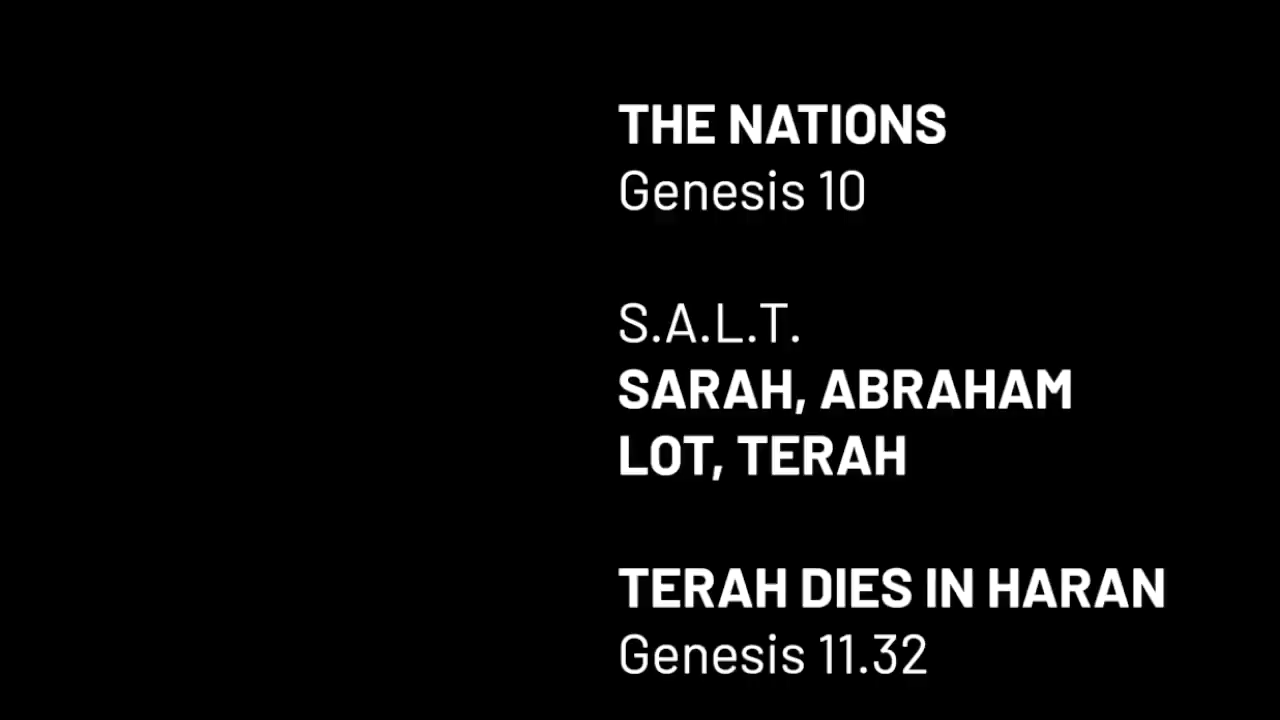 THE NATIONS
Genesis 10
S.A.L.T.
SARAH, ABRAHAM
LOT, TERAH
TERAH DIES IN HARAN
Genesis 11.32